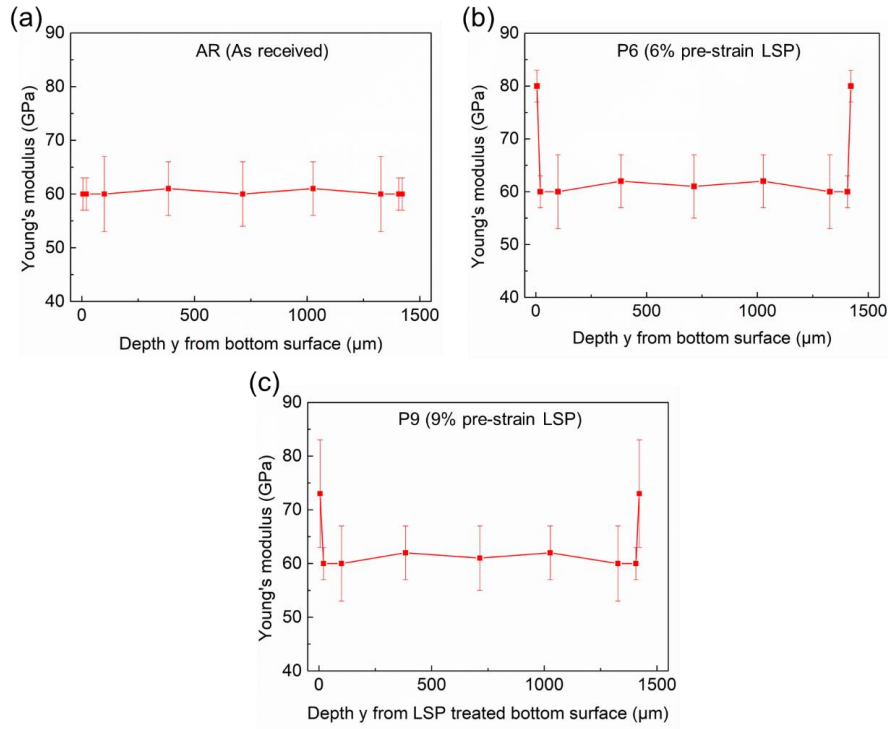 (a)
AR (As received)
Young's modulus (GPa)
90
80
70
60
50
40
0 500 1000 1500
Depth y from bottom surface (μm)
(b)
P6 (6% pre-strain LSP)
Young's modulus (GPa)
90
80
70
60
50
40
0 500 1000 1500
Depth y from bottom surface (μm)
(c)
P9 (9% pre-strain LSP)
Young's modulus (GPa)
90
80
70
60
50
40
0 500 1000 1500
Depth y from LSP treated bottom surface (μm)